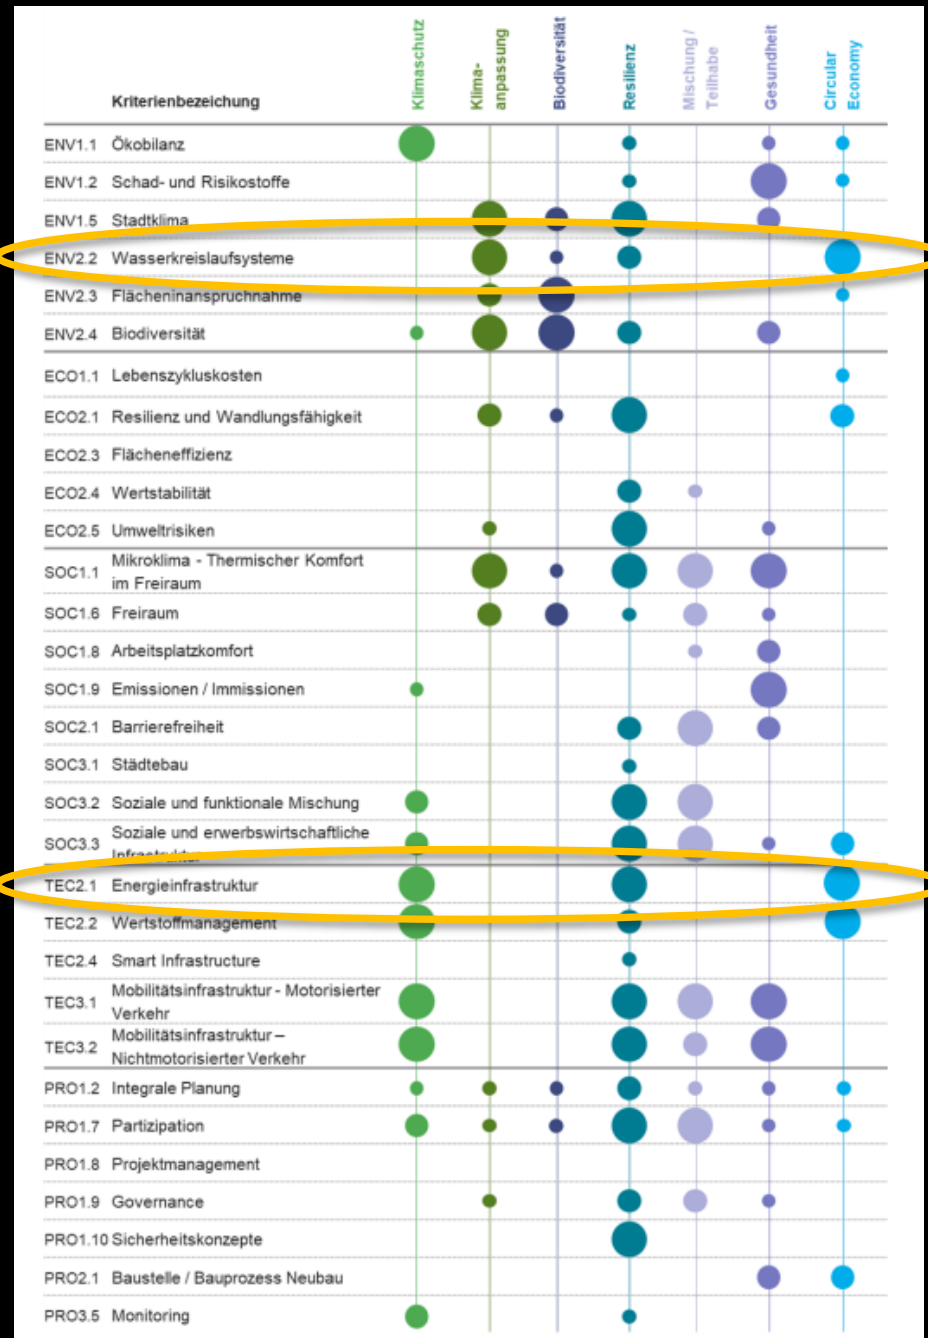 Kriterienbezeichung
Klimaschutz
Klima-
anpassung
Biodiversität
Resilienz
Mischung /
Teilhabe
Gesundheit
Circular
Economy
ENV1.1 Ökobilanz
ENV1.2 Schad- und Risikostoffe
ENV1.5 Stadtklima
ENV2.2 Wasserkreislaufsysteme
ENV2.3 Flächeninanspruchnahme
ENV2.4 Biodiversität
ECO1.1 Lebenszykluskosten
ECO2.1 Resilienz und Wandlungsfähigkeit
ECO2.3 Flächeneffizienz
ECO2.4 Wertstabilität
ECO2.5 Umweltrisiken
SOC1.1 Mikroklima - Thermischer Komfort
im Freiraum
SOC1.6 Freiraum
SOC1.8 Arbeitsplatzkomfort
SOC1.9 Emissionen / Immissionen
SOC2.1 Barrierefreiheit
SOC3.1 Städtebau
SOC3.2 Soziale und funktionale Mischung
SOC3.3 Soziale und erwerbswirtschaftliche
Infrastruktur
TEC2.1 Energieinfrastruktur
TEC2.2 Wertstoffmanagement
TEC2.4 Smart Infrastructure
TEC3.1 Mobilitätsinfrastruktur - Motorisierter
Verkehr
TEC3.2 Mobilitätsinfrastruktur –
Nichtmotorisierter Verkehr
PRO1.2 Integrale Planung
PRO1.7 Partizipation
PRO1.8 Projektmanagement
PRO1.9 Governance
PRO1.10 Sicherheitskonzepte
PRO2.1 Baustelle / Bauprozess Neubau
PRO3.5 Monitoring